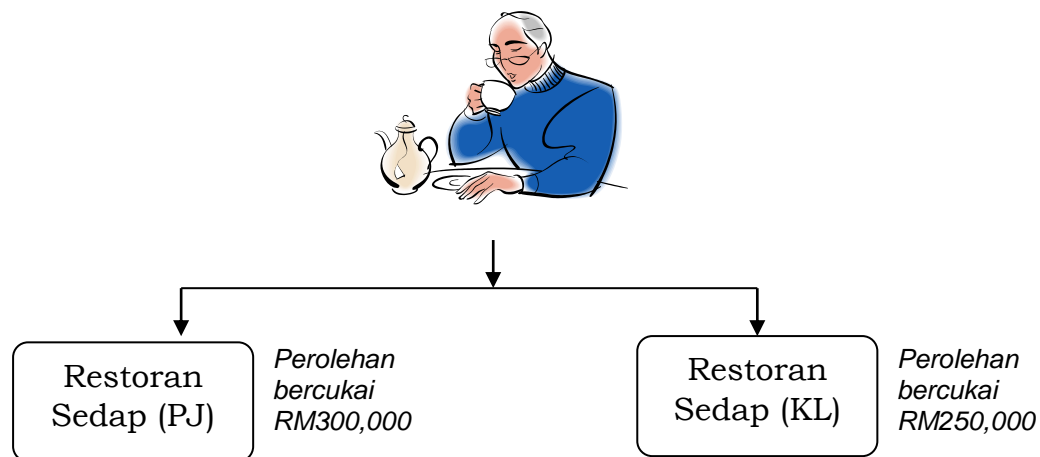 Restoran
Sedap (PJ)
Perolehan
bercukai
RM300,000
Restoran
Sedap (KL)
Perolehan
bercukai
RM250,000